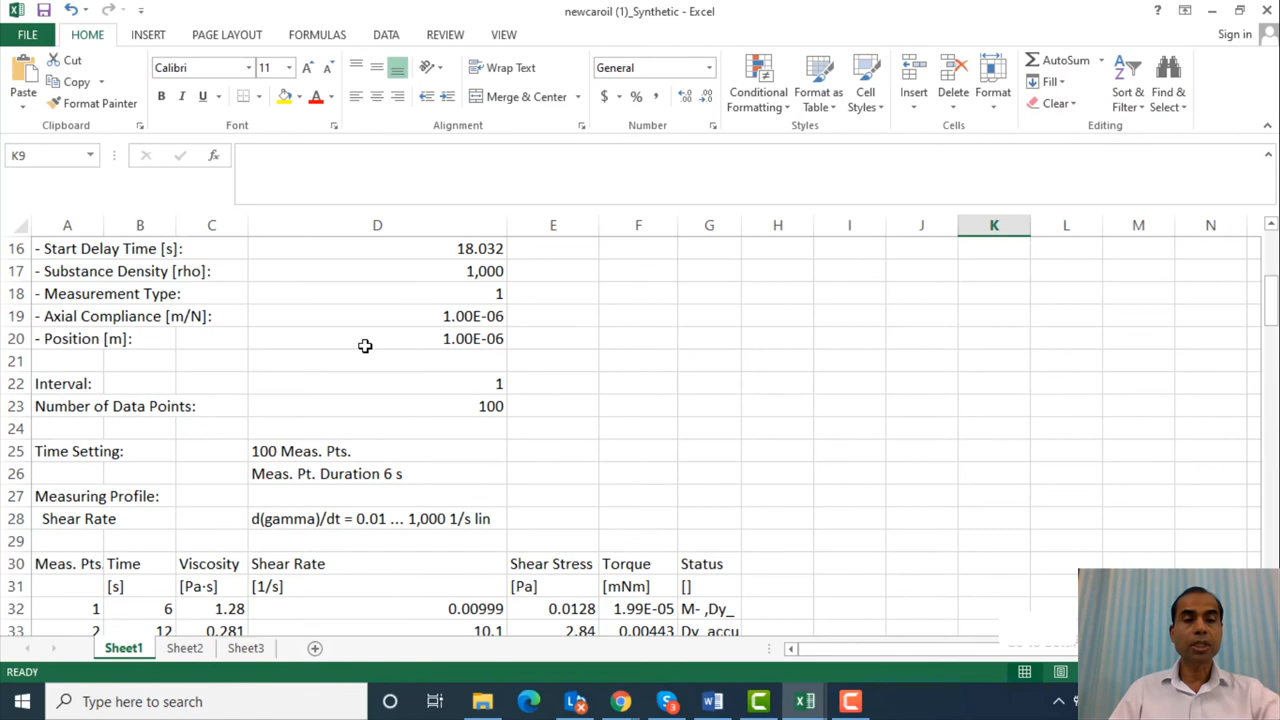 newcaroil (1)_Synthetic - Excel
?
FILE HOME INSERT PAGE LAYOUT FORMULAS DATA REVIEW VIEW Sign in
Paste
Cut
Copy
Format Painter
Clipboard
Calibri 11
B I U
Font
Wrap Text
Merge & Center
Alignment
General
$ %
Number
Conditional Formatting
Format as Table
Cell Styles
Styles
Insert Delete Format
Cells
AutoSum
Fill
Clear
Sort & Filter
Find & Select
Editing
K9
A B C D E F G H I J K L M N
16 - Start Delay Time [s]: 18.032
17 - Substance Density [rho]: 1,000
18 - Measurement Type: 1
19 - Axial Compliance [m/N]: 1.00E-06
20 - Position [m]: 1.00E-06
21
22 Interval: 1
23 Number of Data Points: 100
24
25 Time Setting: 100 Meas. Pts.
26 Meas. Pt. Duration 6 s
27 Measuring Profile:
28 Shear Rate d(gamma)/dt = 0.01 ... 1,000 1/s lin
29
30 Meas. Pts. Time Viscosity Shear Rate Shear Stress Torque Status
31 [s] [Pa·s] [1/s] [Pa] [mNm] []
32 1 6 1.28 0.00999 0.0128 1.99E-05 M- ,Dy_
33 2 12 0.281 10.1 2.84 0.00443 Dy_accu
Sheet1 Sheet2 Sheet3
READY
Type here to search